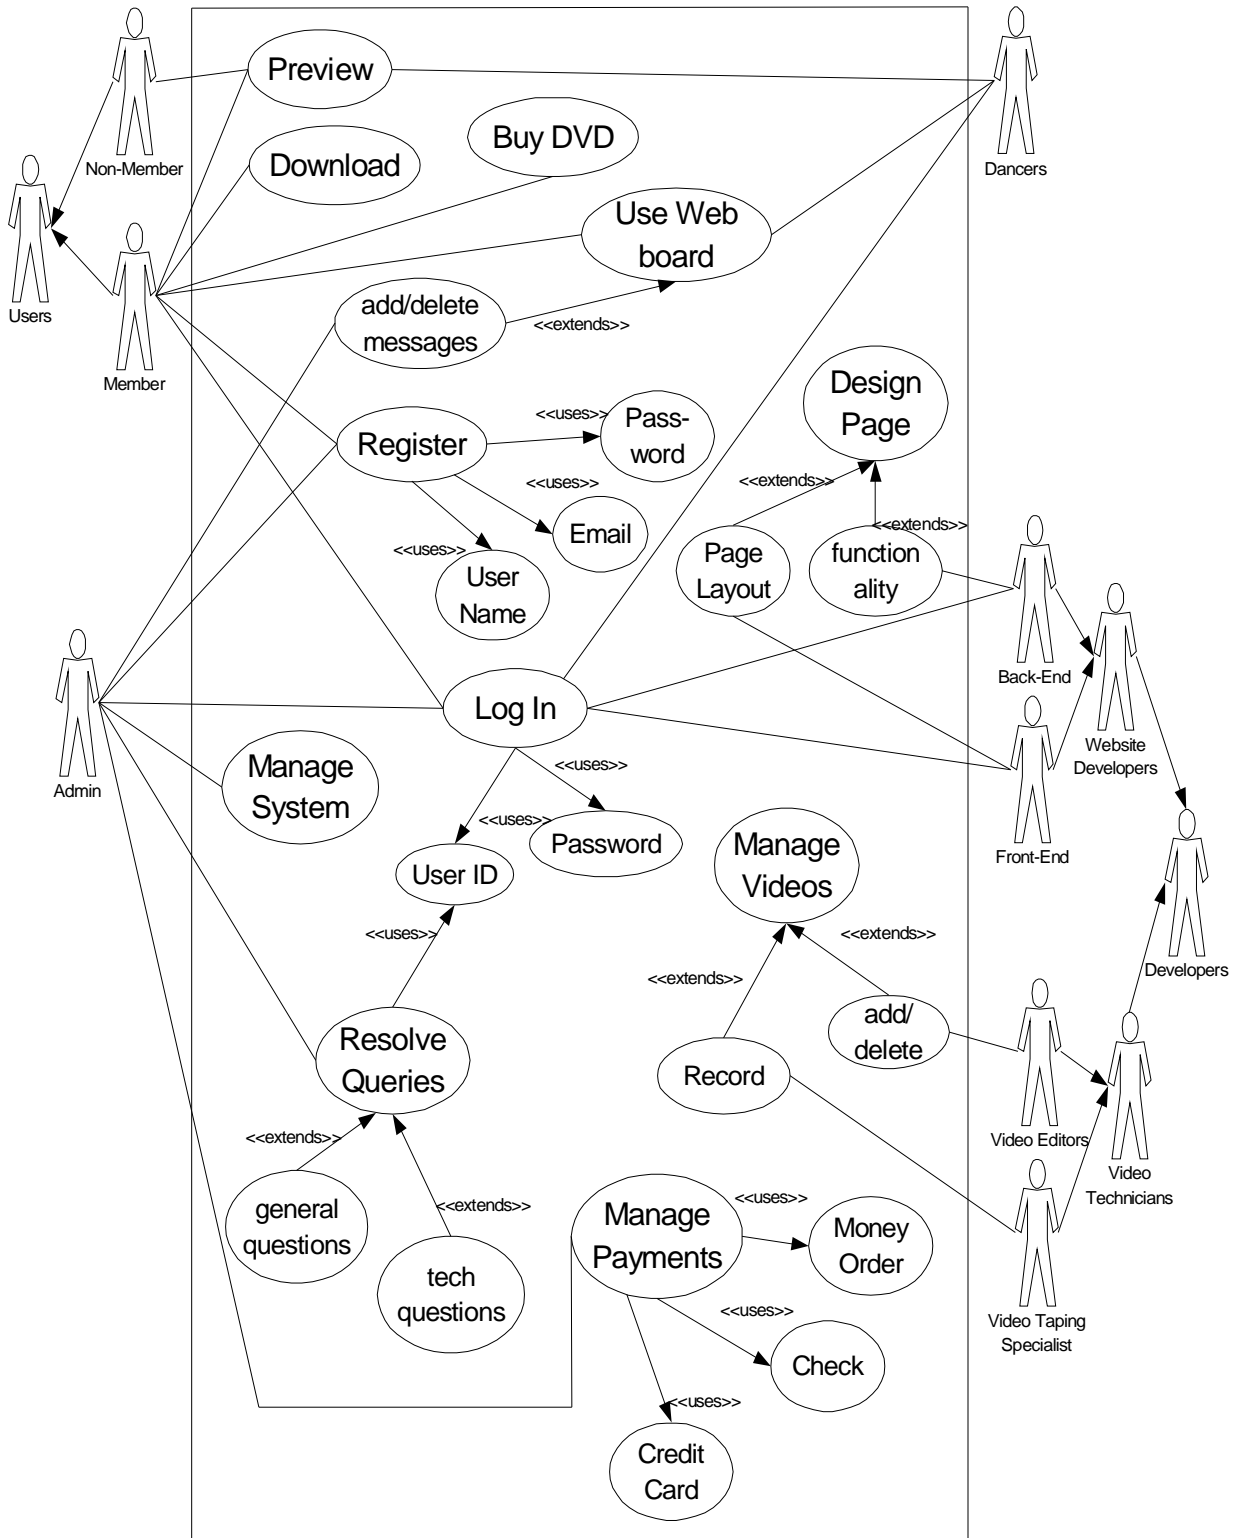 Preview
Buy DVD
Download
Non-Member
Dancers
Use Web
board
Users
Member
add/delete
messages
<<extends>>
Design
Page
<<uses>>
Pass-
word
Register
<<extends>>
<<uses>>
Email
<<uses>>
User
Name
<<extends>>
Page
Layout
function
ality
Back-End
Log In
Website
Developers
Manage
System
Admin
<<uses>>
<<uses>>
Password
User ID
Manage
Videos
Front-End
<<uses>>
<<extends>>
<<extends>>
Developers
add/
delete
Resolve
Queries
Record
Video Editors
Video
Technicians
<<extends>>
general
questions
<<extends>>
tech
questions
Manage
Payments
<<uses>>
Money
Order
<<uses>>
Check
<<uses>>
Credit
Card
Video Taping
Specialist